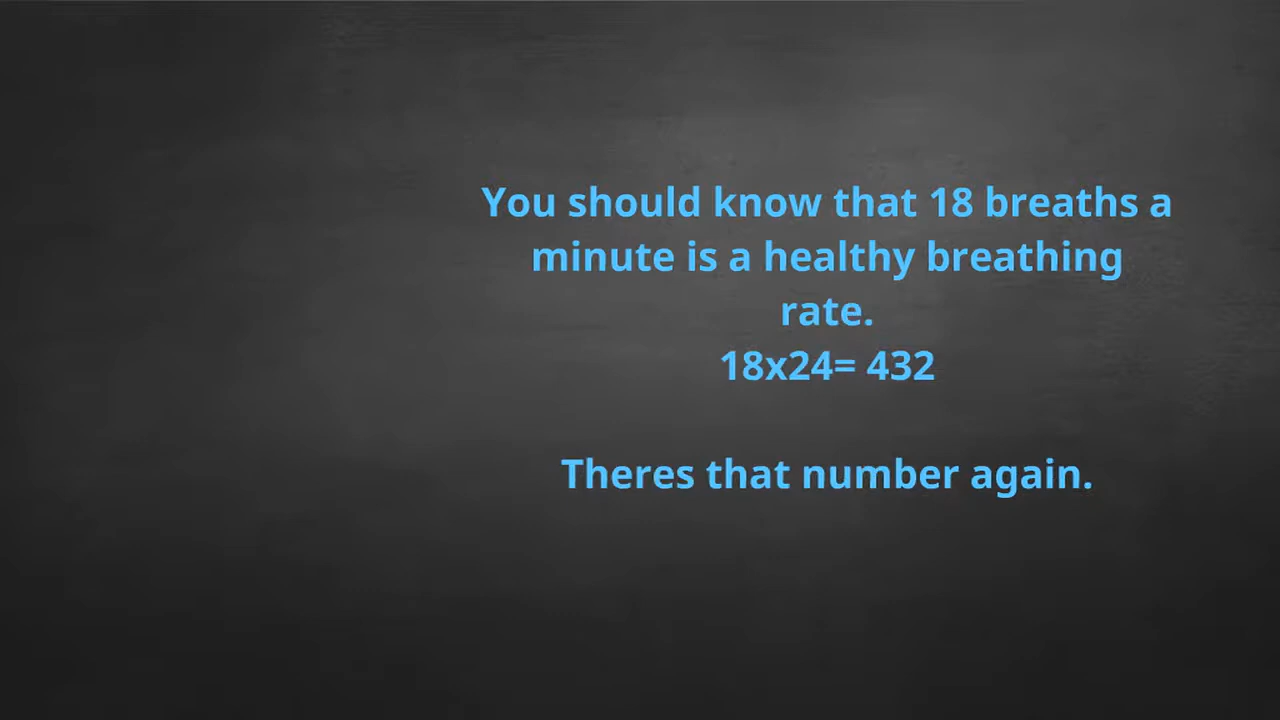 You should know that 18 breaths a
minute is a healthy breathing
rate.
18x24= 432
Theres that number again.